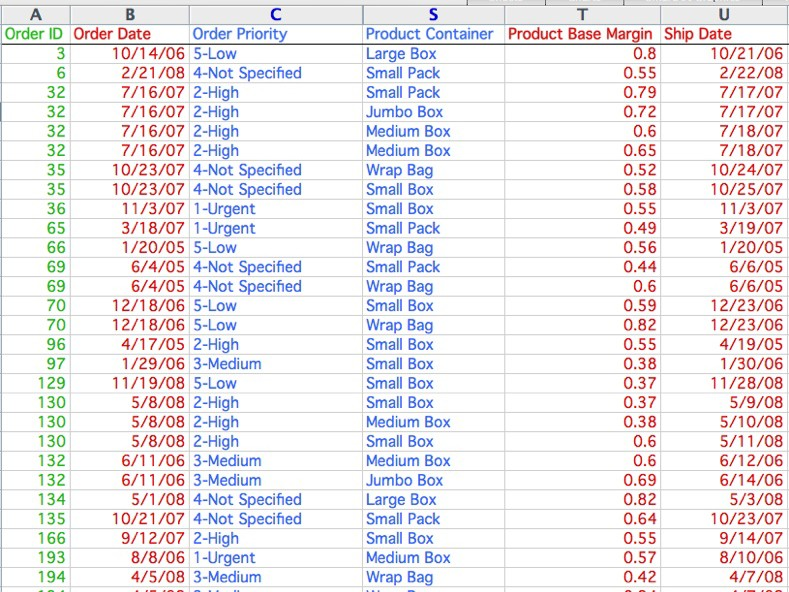 A B C S T U
Order ID Order Date Order Priority Product Container Product Base Margin Ship Date
3 10/14/06 5-Low Large Box 0.8 10/21/06
6 2/21/08 4-Not Specified Small Pack 0.55 2/22/08
32 7/16/07 2-High Small Pack 0.79 7/17/07
32 7/16/07 2-High Jumbo Box 0.72 7/17/07
32 7/16/07 2-High Medium Box 0.6 7/18/07
32 7/16/07 2-High Medium Box 0.65 7/18/07
35 10/23/07 4-Not Specified Wrap Bag 0.52 10/24/07
35 10/23/07 4-Not Specified Small Box 0.58 10/25/07
36 11/3/07 1-Urgent Small Box 0.55 11/3/07
65 3/18/07 1-Urgent Small Pack 0.49 3/19/07
66 1/20/05 5-Low Wrap Bag 0.56 1/20/05
69 6/4/05 4-Not Specified Small Pack 0.44 6/6/05
69 6/4/05 4-Not Specified Wrap Bag 0.6 6/6/05
70 12/18/06 5-Low Small Box 0.59 12/23/06
70 12/18/06 5-Low Wrap Bag 0.82 12/23/06
96 4/17/05 2-High Small Box 0.55 4/19/05
97 1/29/06 3-Medium Small Box 0.38 1/30/06
129 11/19/08 5-Low Small Box 0.37 11/28/08
130 5/8/08 2-High Small Box 0.37 5/9/08
130 5/8/08 2-High Medium Box 0.38 5/10/08
130 5/8/08 2-High Small Box 0.6 5/11/08
132 6/11/06 3-Medium Medium Box 0.6 6/12/06
132 6/11/06 3-Medium Jumbo Box 0.69 6/14/06
134 5/1/08 4-Not Specified Large Box 0.82 5/3/08
135 10/21/07 4-Not Specified Small Pack 0.64 10/23/07
166 9/12/07 2-High Small Box 0.55 9/14/07
193 8/8/06 1-Urgent Medium Box 0.57 8/10/06
194 4/5/08 3-Medium Wrap Bag 0.42 4/7/08